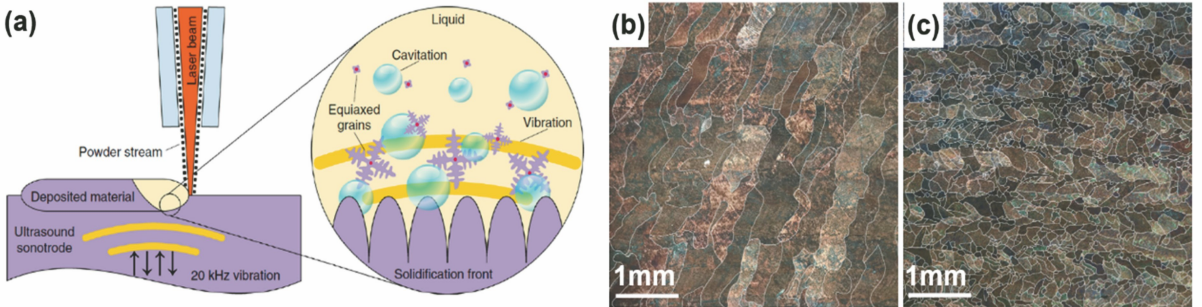 (a)
Laser beam
Powder stream
Deposited material
Ultrasound
sonotrode
20 kHz vibration
Liquid
Cavitation
Equiaxed
grains
Vibration
Solidification front
(b)
1mm
(c)
1mm